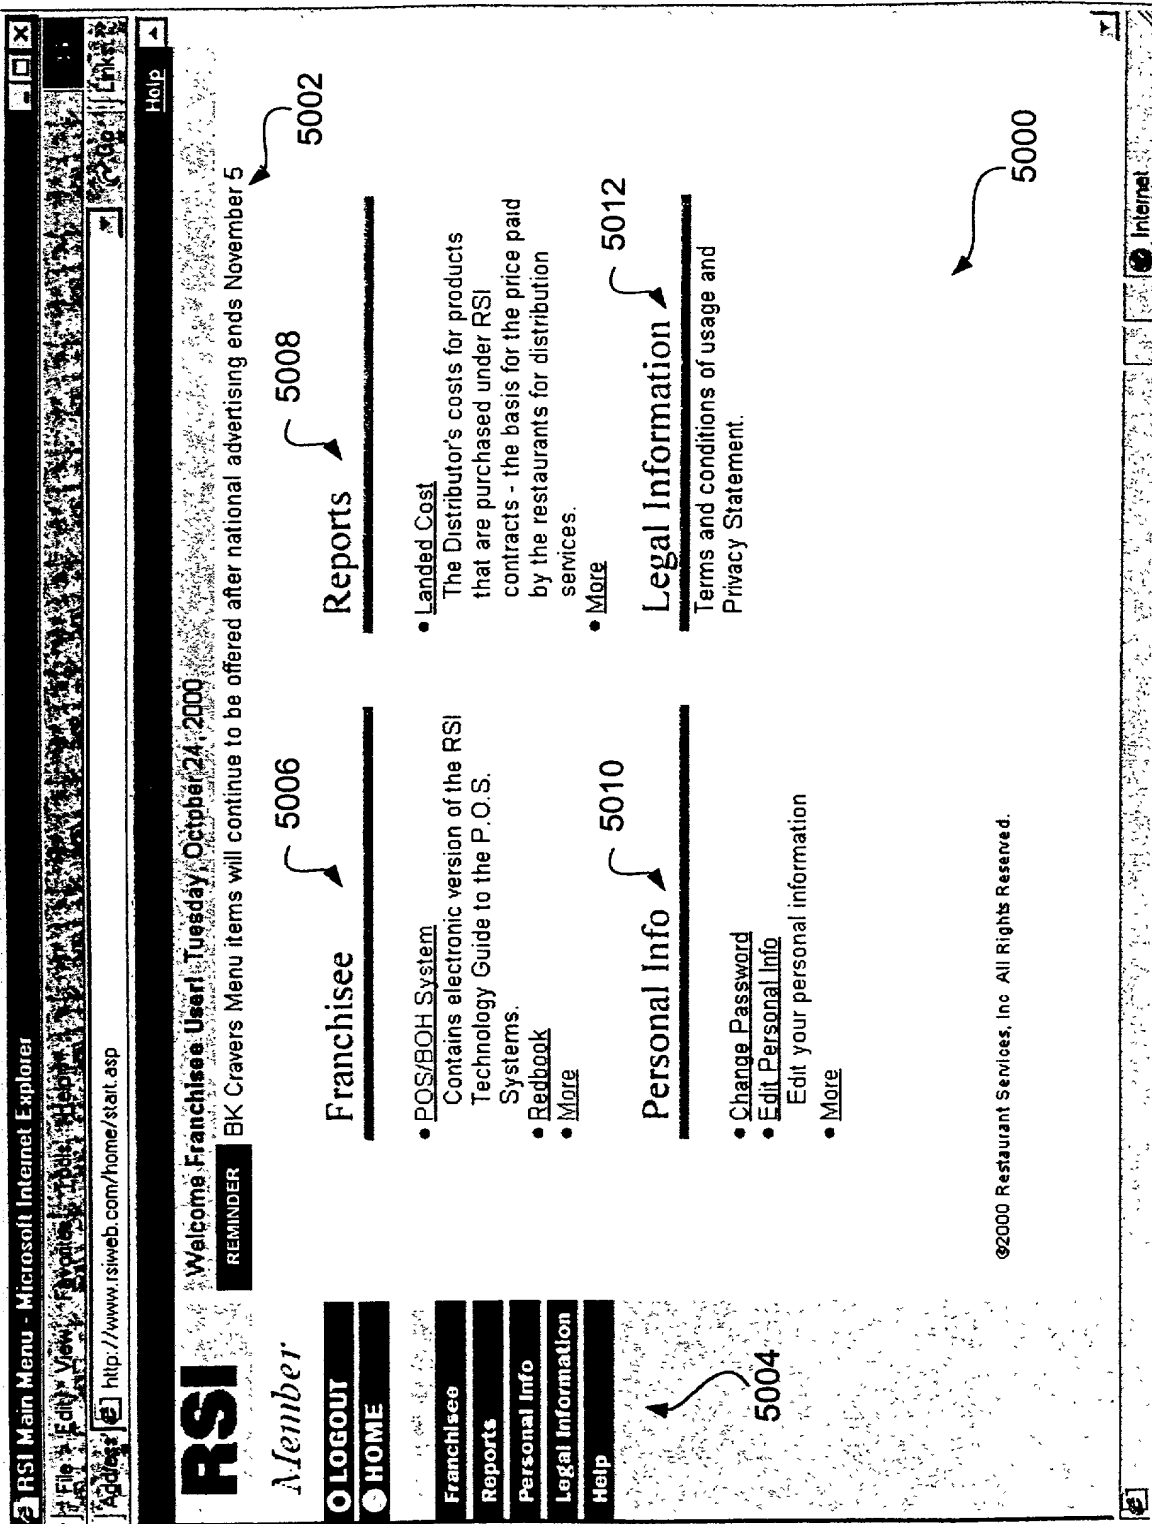 RSI Main Menu - Microsoft Internet Explorer
File Edit View Favorites Tools Help
Address http://www.rsiweb.com/home/start.asp Go Links »
Help
RSI
Welcome Franchisee User! Tuesday, October 24, 2000
REMINDER BK Cravers Menu items will continue to be offered after national advertising ends November 5
5002
Member
LOGOUT
HOME
Franchisee
Reports
Personal Info
Legal Information
Help
5004
5006
Franchisee
• POS/BOH System
Contains electronic version of the RSI
Technology Guide to the P.O.S.
Systems.
• Redbook
• More
5008
Reports
• Landed Cost
The Distributor's costs for products
that are purchased under RSI
contracts - the basis for the price paid
by the restaurants for distribution
services.
• More
5010
Personal Info
• Change Password
• Edit Personal Info
Edit your personal information
• More
5012
Legal Information
Terms and conditions of usage and
Privacy Statement.
5000
©2000 Restaurant Services, Inc All Rights Reserved.
Internet